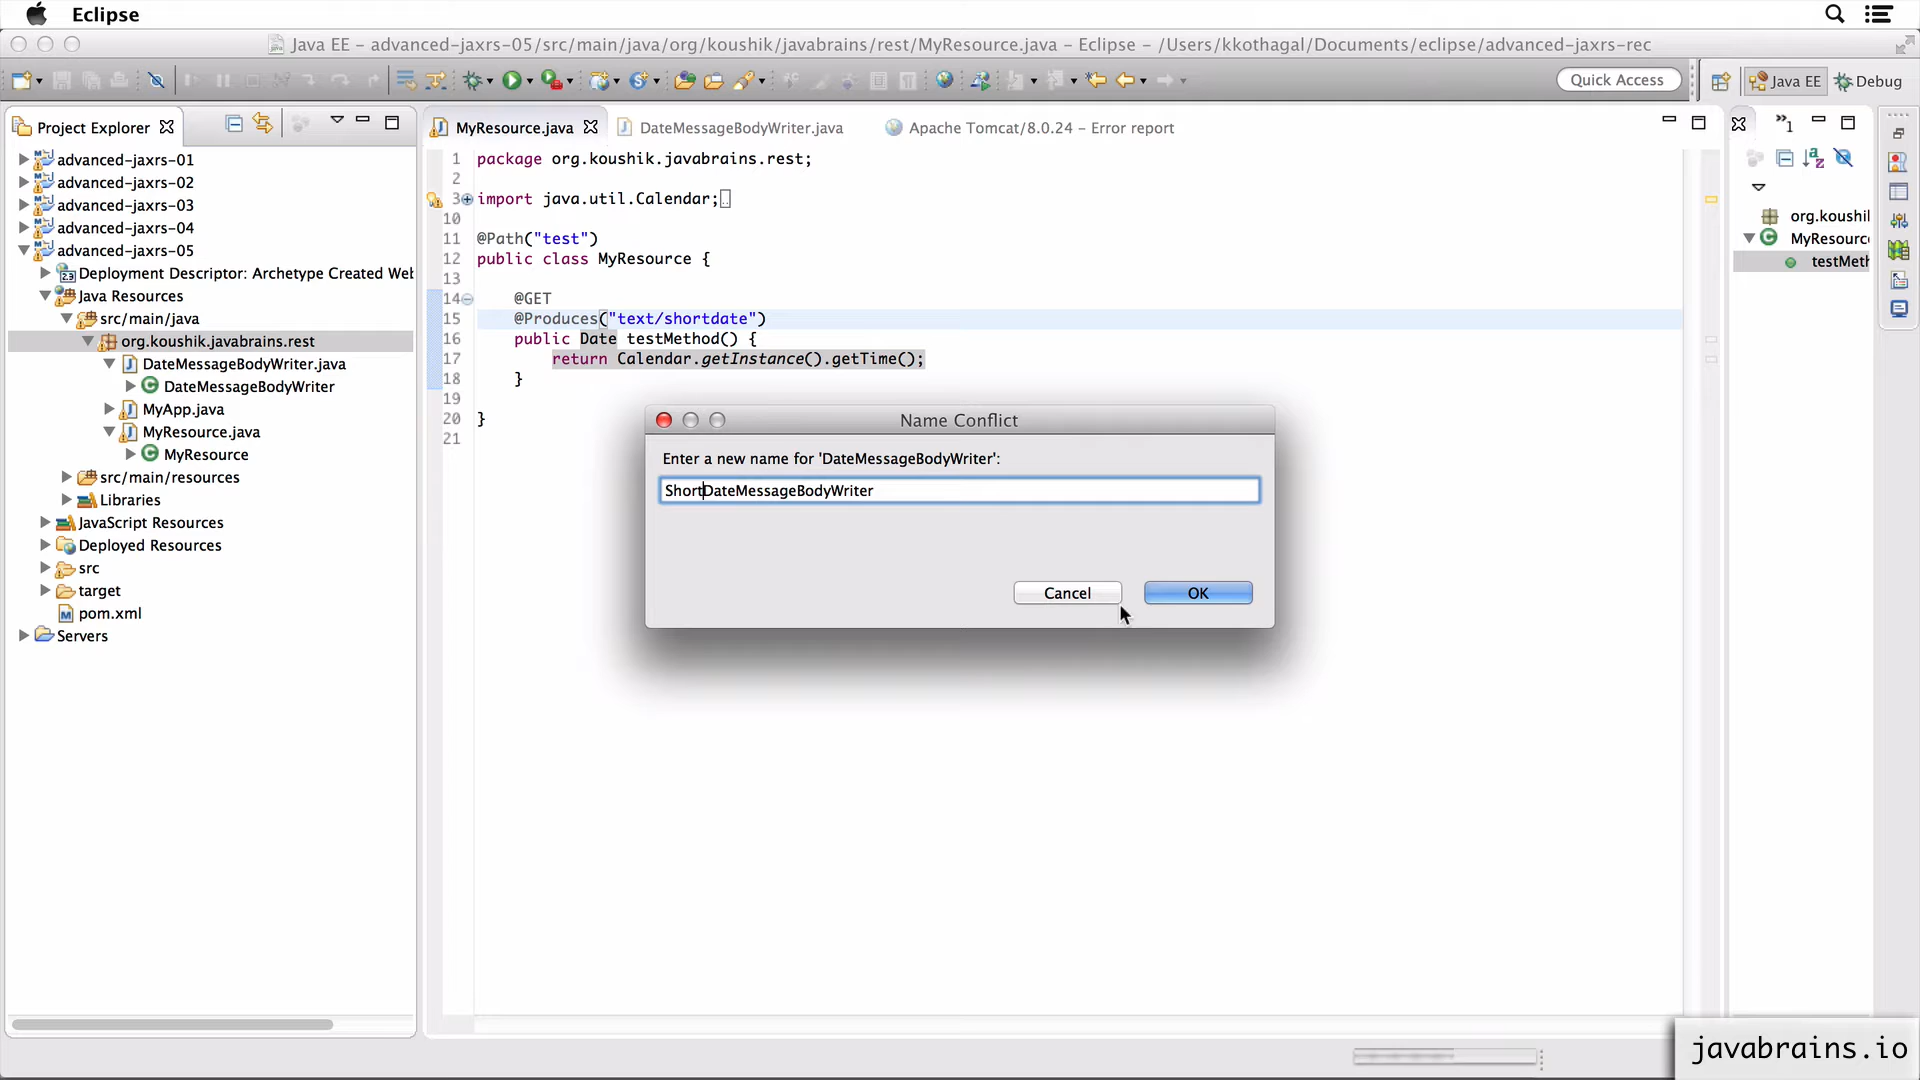 Eclipse
Java EE – advanced-jaxrs-05/src/main/java/org/koushik/javabrains/rest/MyResource.java – Eclipse – /Users/kkothagal/Documents/eclipse/advanced-jaxrs-rec
Quick Access
Java EE
Debug
Project Explorer
MyResource.java
DateMessageBodyWriter.java
Apache Tomcat/8.0.24 – Error report
»1
advanced-jaxrs-01
advanced-jaxrs-02
advanced-jaxrs-03
advanced-jaxrs-04
advanced-jaxrs-05
Deployment Descriptor: Archetype Created Web
Java Resources
src/main/java
org.koushik.javabrains.rest
DateMessageBodyWriter.java
DateMessageBodyWriter
MyApp.java
MyResource.java
MyResource
src/main/resources
Libraries
JavaScript Resources
Deployed Resources
src
target
pom.xml
Servers
1 package org.koushik.javabrains.rest;
2
3 import java.util.Calendar;
10
11 @Path("test")
12 public class MyResource {
13
14 @GET
15 @Produces("text/shortdate")
16 public Date testMethod() {
17 return Calendar.getInstance().getTime();
18 }
19
20 }
21
Name Conflict
Enter a new name for 'DateMessageBodyWriter':
ShortDateMessageBodyWriter
Cancel
OK
org.koushil
MyResource
testMeth
javabrains.io